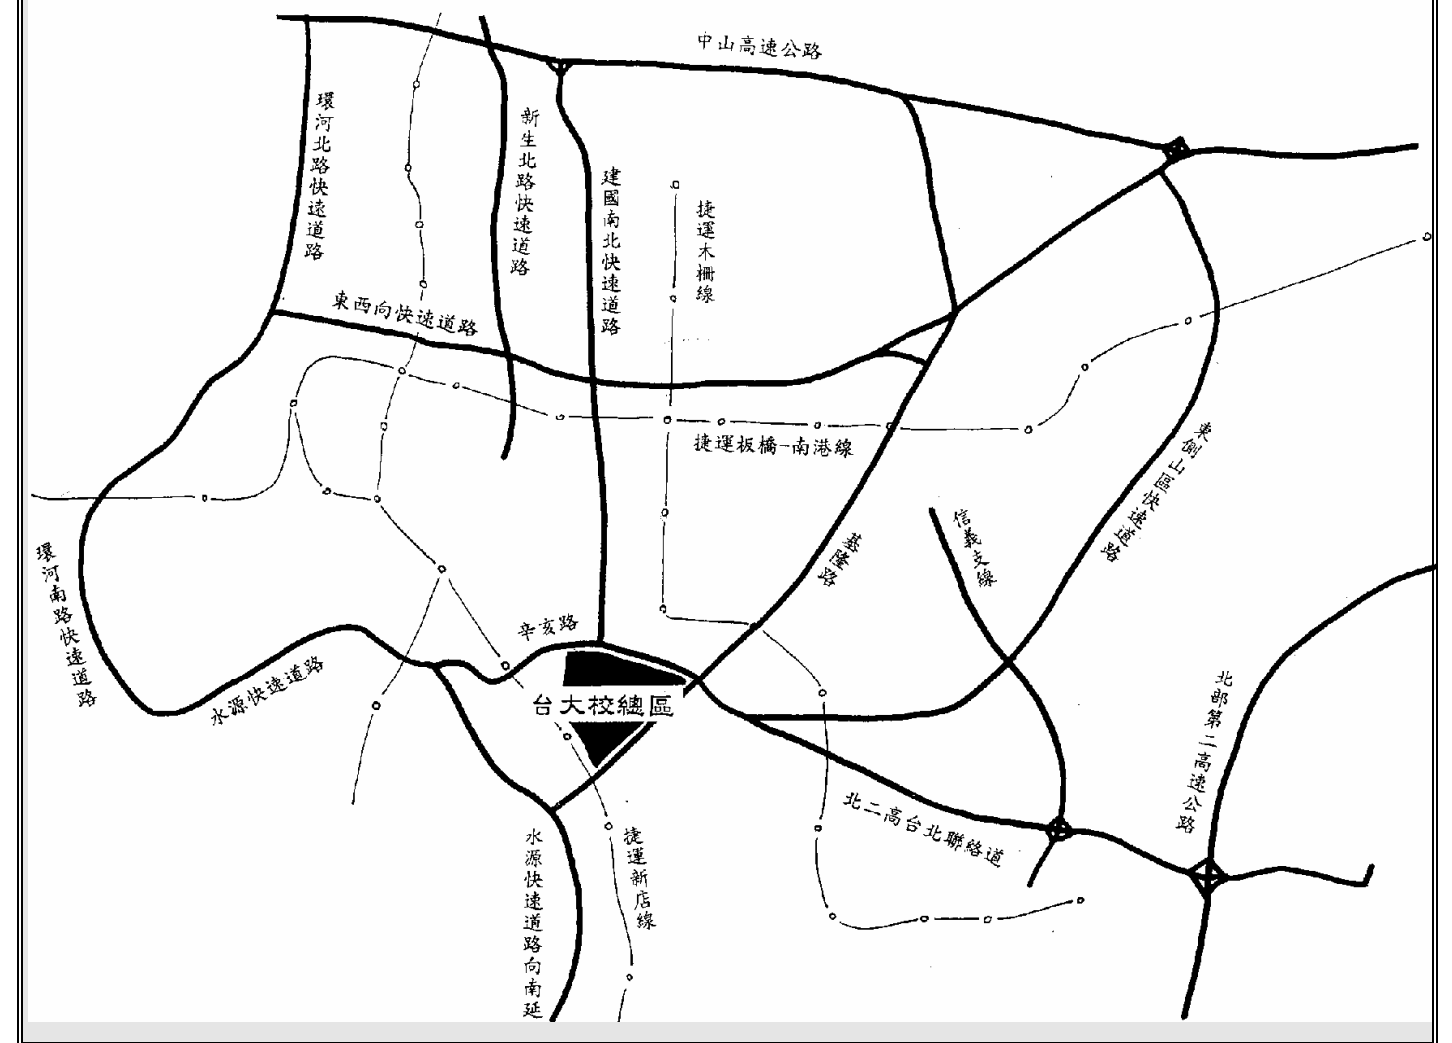 中山高速公路
環河北路快速道路
新生北路快速道路
建國南北快速道路
捷運木柵線
東西向快速道路
捷運板橋-南港線
東側山區快速道路
信義支線
基隆路
環河南路快速道路
辛亥路
水源快速道路
台大校總區
北部第二高速公路
北二高台北聯絡道
水源快速道路向南延
捷運新店線